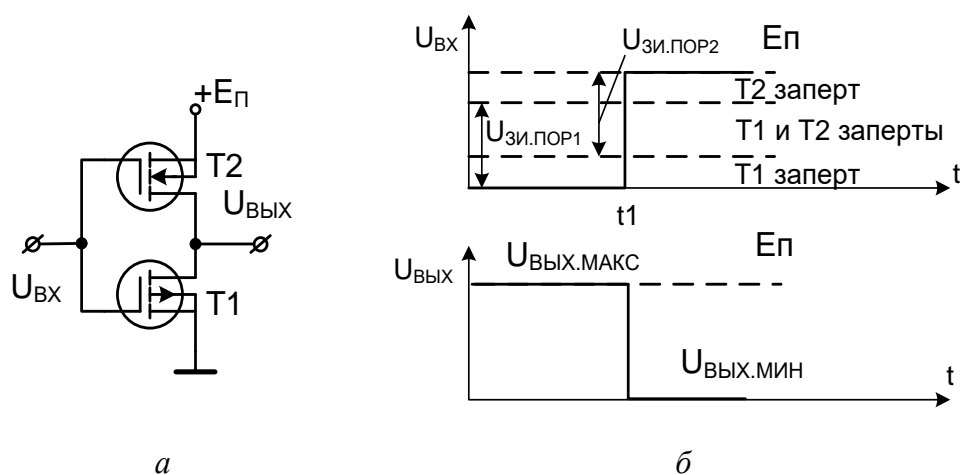 +EП
T2
UВЫХ
UВХ
T1
а
UВХ
UЗИ.ПОР2
Eп
T2 заперт
UЗИ.ПОР1
T1 и T2 заперты
T1 заперт
t
t1
UВЫХ
UВЫХ.МАКС
Eп
UВЫХ.МИН
t
б